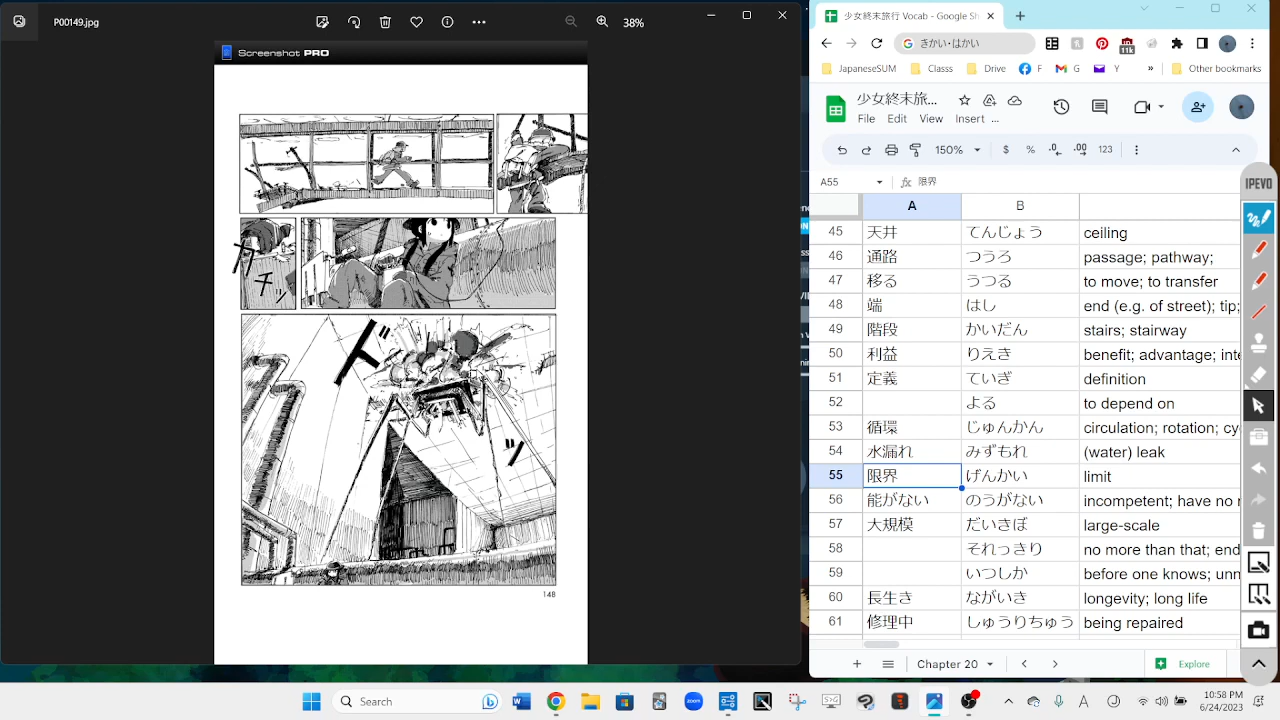 P00149.jpg
38%
Screenshot PRO
カチッ
ドッ
148
少女終末旅行 Vocab - Google Sh
きかい・はかい
11k
JapaneseSUM
Classs
Drive
F
G
Y
»
Other bookmarks
少女終末旅...
File Edit View Insert ...
150% $ % .0 .00 123
A55 fx 限界
A B
45 天井 てんじょう ceiling
46 通路 つうろ passage; pathway;
47 移る うつる to move; to transfer
48 端 はし end (e.g. of street); tip;
49 階段 かいだん stairs; stairway
50 利益 りえき benefit; advantage, in
51 定義 ていぎ definition
52 よる to depend on
53 循環 じゅんかん circulation; rotation; cy
54 水漏れ みずもれ (water) leak
55 限界 げんかい limit
56 能がない のうがない incompetent; have no
57 大規模 だいきぼ large-scale
58 それっきり no more than that; end
59 いつしか before one knows; unn
60 長生き ながいき longevity; long life
61 修理中 しゅうりちゅう being repaired
Chapter 20
Explore
IPEVO
Search
zoom
A
10:58 PM
6/24/2023